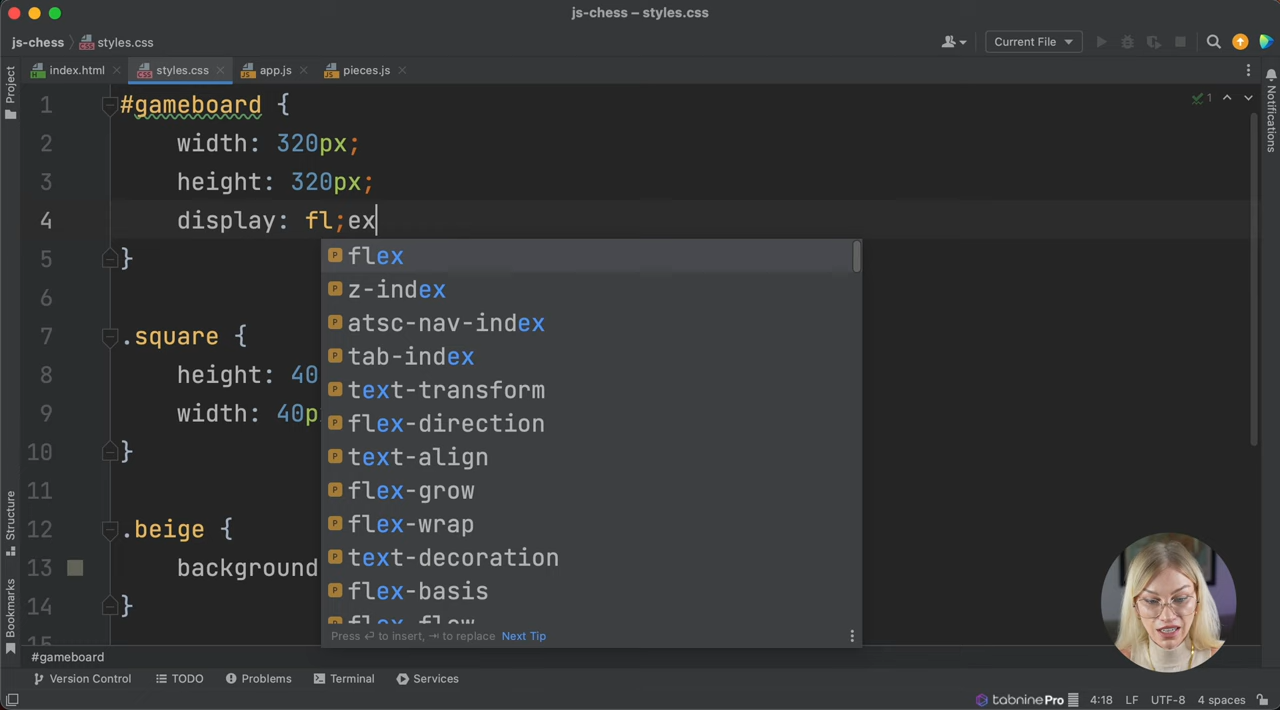 js-chess – styles.css
js-chess
styles.css
Current File
index.html
styles.css
app.js
pieces.js
Project
Notifications
1
1 #gameboard {
2 width: 320px;
3 height: 320px;
4 display: fl;ex
5 }
6
7 .square {
8 height: 40
9 width: 40p
10 }
11
12 .beige {
13 background
14 }
15
flex
z-index
atsc-nav-index
tab-index
text-transform
flex-direction
text-align
flex-grow
flex-wrap
text-decoration
flex-basis
flex-flow
Press ⏎ to insert, ⇥ to replace Next Tip
Structure
Bookmarks
#gameboard
Version Control
TODO
Problems
Terminal
Services
tabnine Pro
4:18
LF
UTF-8
4 spaces